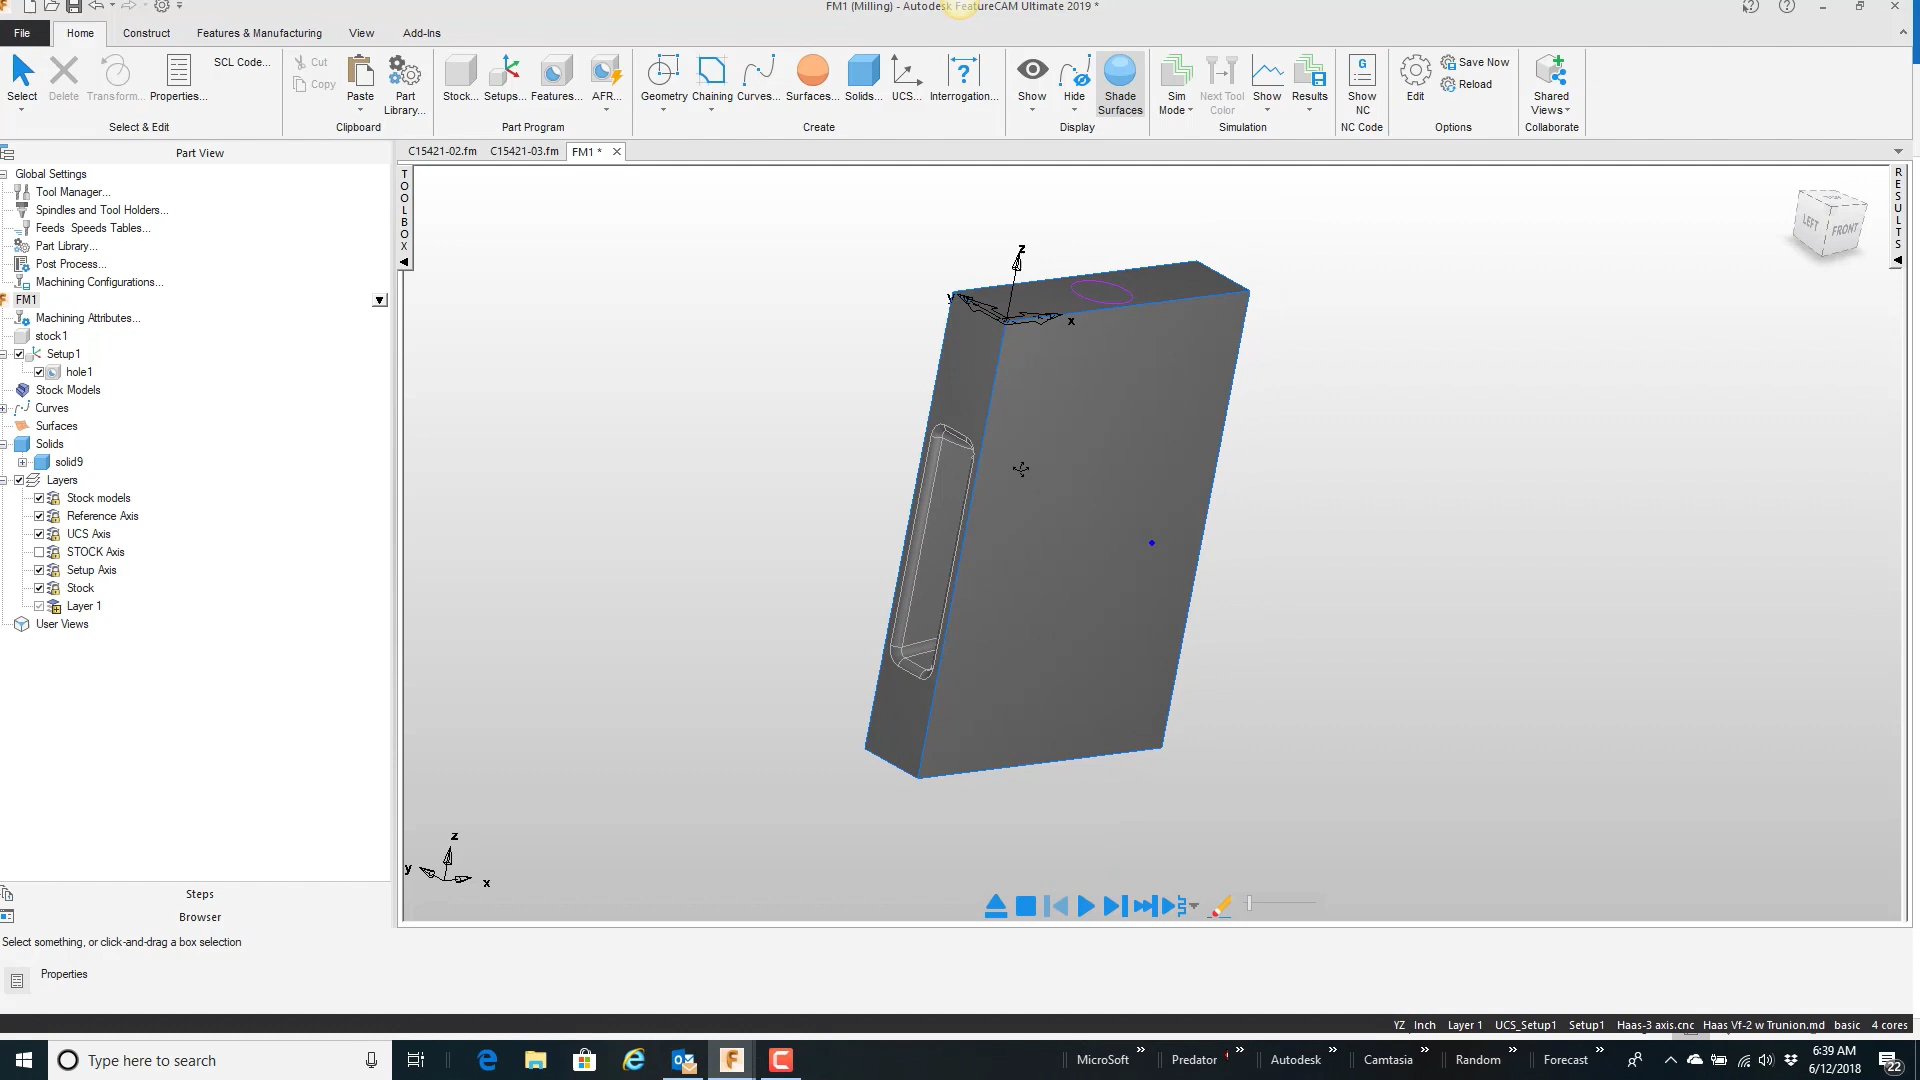 FM1 (Milling) - Autodesk FeatureCAM Ultimate 2019 *
File Home Construct Features & Manufacturing View Add-Ins
Select Delete Transform... Properties... SCL Code...
Cut
Copy
Paste Part Library...
Stock... Setups... Features... AFR...
Geometry Chaining Curves... Surfaces... Solids... UCS... Interrogation...
Show Hide Shade Surfaces
Sim Mode Next Tool Color Show Results
Show NC
Edit Save Now
Reload
Shared Views
Select & Edit Clipboard Part Program Create Display Simulation NC Code Options Collaborate
Part View
C15421-02.fm C15421-03.fm FM1 *
Global Settings
Tool Manager...
Spindles and Tool Holders...
Feeds Speeds Tables...
Part Library...
Post Process...
Machining Configurations...
FM1
Machining Attributes...
stock1
Setup1
hole1
Stock Models
Curves
Surfaces
Solids
solid9
Layers
Stock models
Reference Axis
UCS Axis
STOCK Axis
Setup Axis
Stock
Layer 1
User Views
TOOLBOX
RESULTS
LEFT FRONT
z
y
x
z
y
x
Steps
Browser
Select something, or click-and-drag a box selection
Properties
YZ Inch Layer 1 UCS_Setup1 Setup1 Haas-3 axis.cnc Haas Vf-2 w Trunion.md basic 4 cores
Type here to search
MicroSoft Predator Autodesk Camtasia Random Forecast
6:39 AM
6/12/2018
22